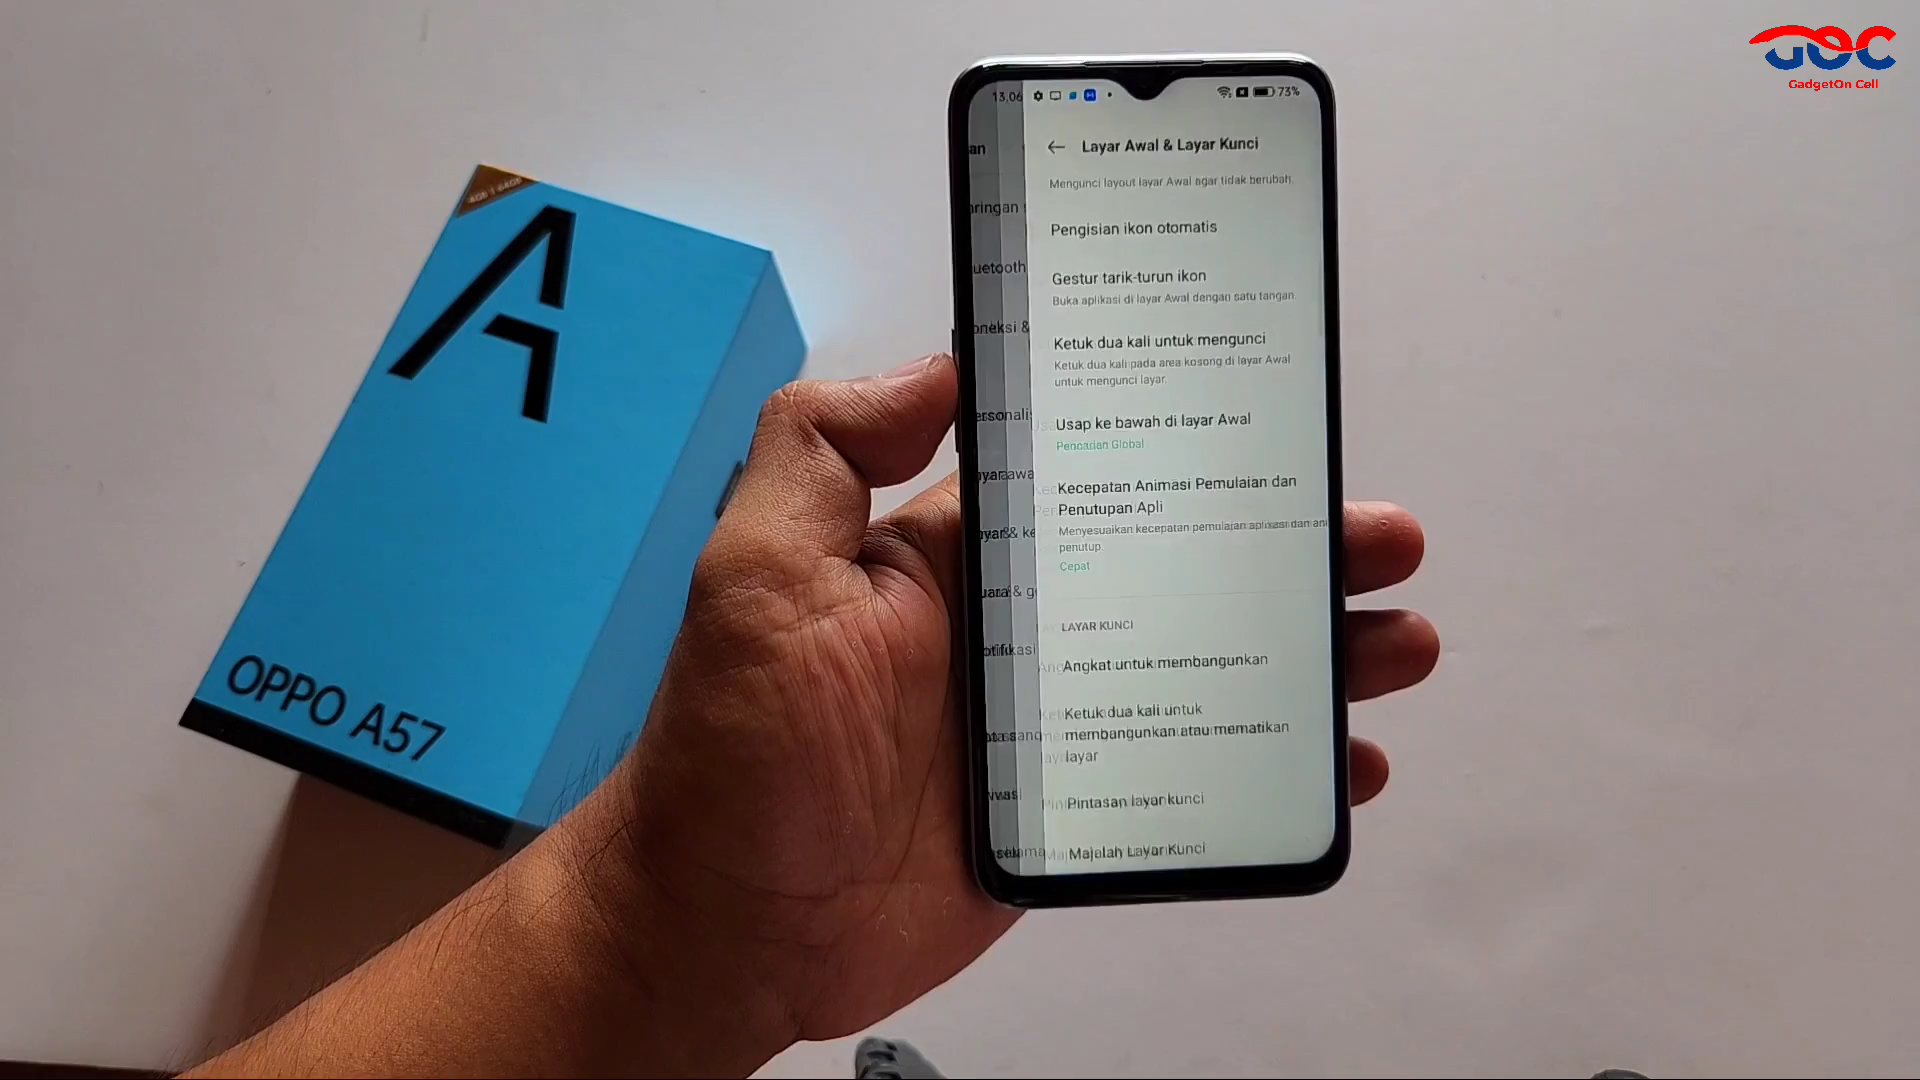 GOC
GadgetOn Cell
4GB | 64GB
A
OPPO A57
13,06
73%
Layar Awal & Layar Kunci
Mengunci layout layar Awal agar tidak berubah.
Pengisian ikon otomatis
Gestur tarik-turun ikon
Buka aplikasi di layar Awal dengan satu tangan.
Ketuk dua kali untuk mengunci
Ketuk dua kali pada area kosong di layar Awal
untuk mengunci layar.
Usap ke bawah di layar Awal
Pencarian Global
Kecepatan Animasi Pemulaian dan
Penutupan Apli
Menyesuaikan kecepatan pemulaian aplikasi dan ani
penutup.
Cepat
LAYAR KUNCI
Angkat untuk membangunkan
Ketuk dua kali untuk
membangunkan atau mematikan
layar
Pintasan layar kunci
Majalah Layar Kunci